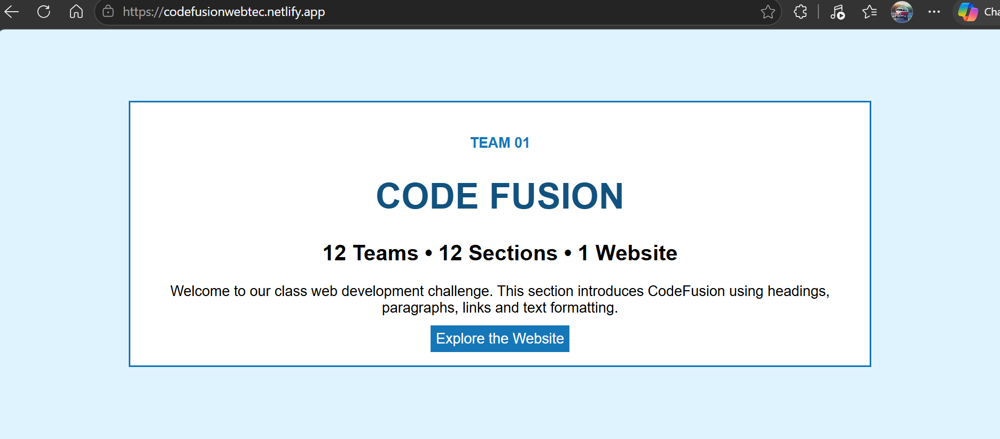 https://codefusionwebtec.netlify.app
TEAM 01
CODE FUSION
12 Teams • 12 Sections • 1 Website
Welcome to our class web development challenge. This section introduces CodeFusion using headings,
paragraphs, links and text formatting.
Explore the Website